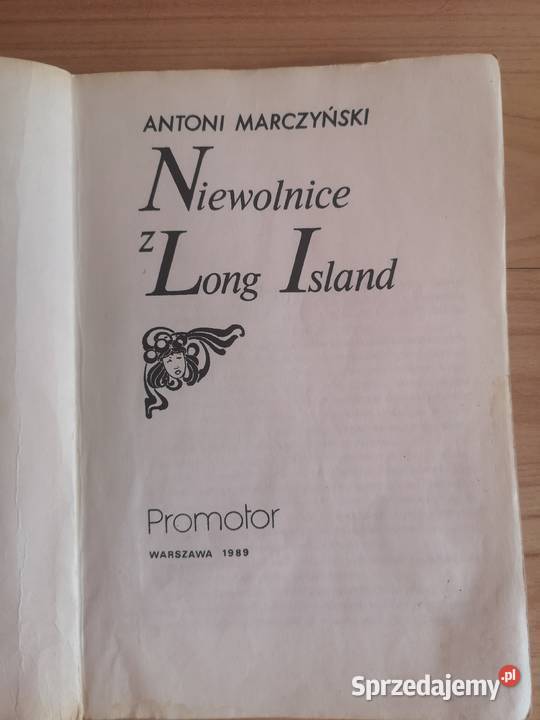 ANTONI MARCZYŃSKI
Niewolnice
z
Long Island
Promotor
WARSZAWA 1989
Sprzedajemy.pl